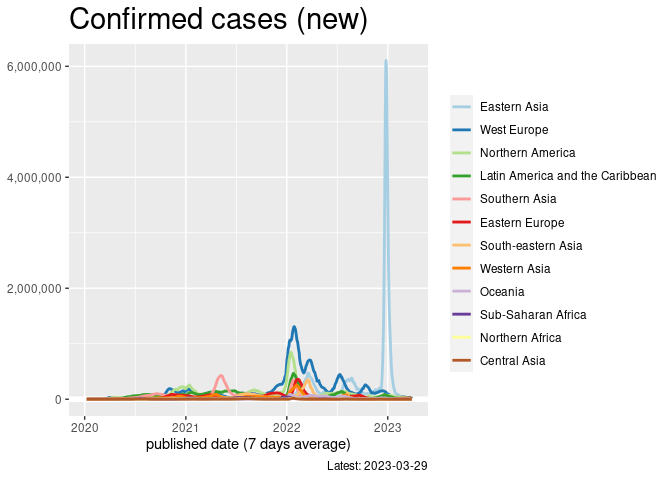 Confirmed cases (new)
6,000,000
4,000,000
2,000,000
0
2020 2021 2022 2023
published date (7 days average)
Latest: 2023-03-29
Eastern Asia
West Europe
Northern America
Latin America and the Caribbean
Southern Asia
Eastern Europe
South-eastern Asia
Western Asia
Oceania
Sub-Saharan Africa
Northern Africa
Central Asia